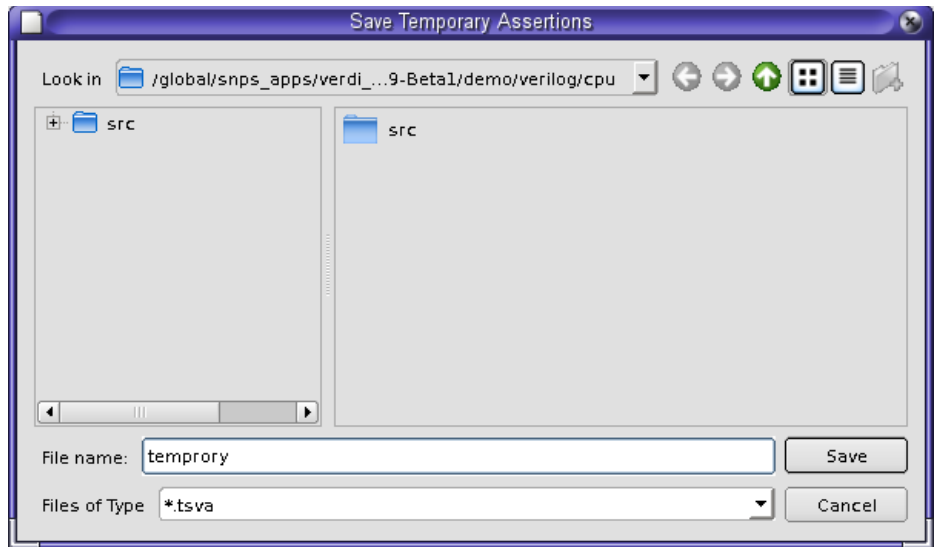 Save Temporary Assertions
Look in /global/snps_apps/verdi_...9-Beta1/demo/verilog/cpu
src
src
File name: temprory Save
Files of Type *.tsva Cancel